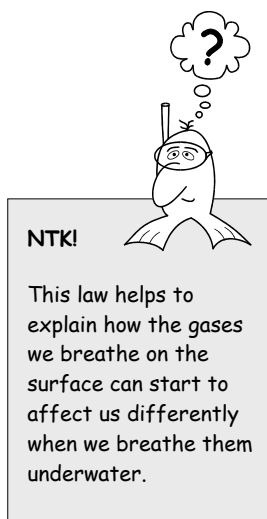 ?
NTK!
This law helps to
explain how the gases
we breathe on the
surface can start to
affect us differently
when we breathe them
underwater.